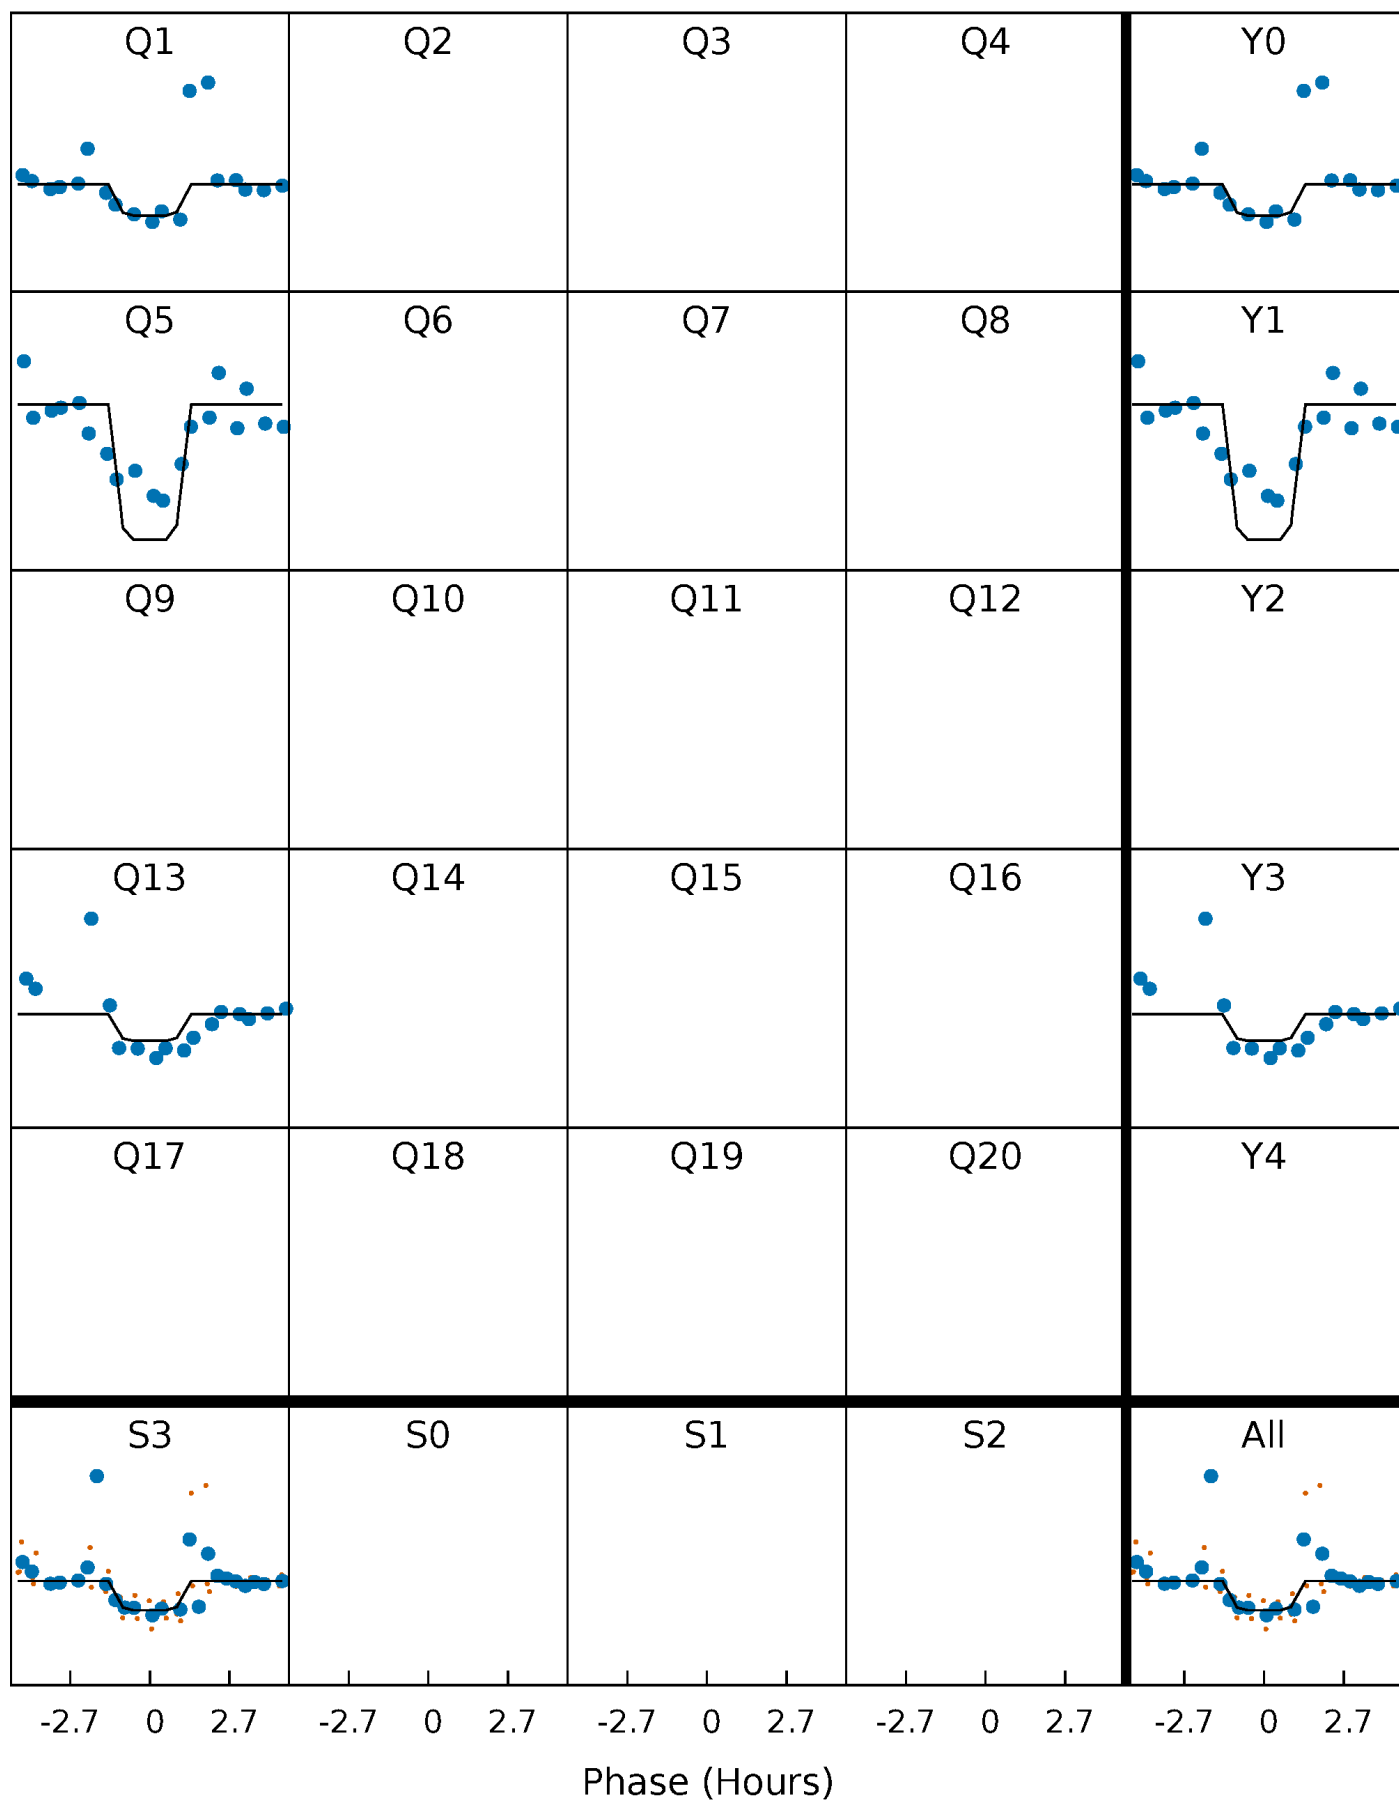 Q1 Q2 Q3 Q4 Y0
Q5 Q6 Q7 Q8 Y1
Q9 Q10 Q11 Q12 Y2
Q13 Q14 Q15 Q16 Y3
Q17 Q18 Q19 Q20 Y4
S3 S0 S1 S2 All
-2.7 0 2.7 -2.7 0 2.7 -2.7 0 2.7 -2.7 0 2.7 -2.7 0 2.7
Phase (Hours)